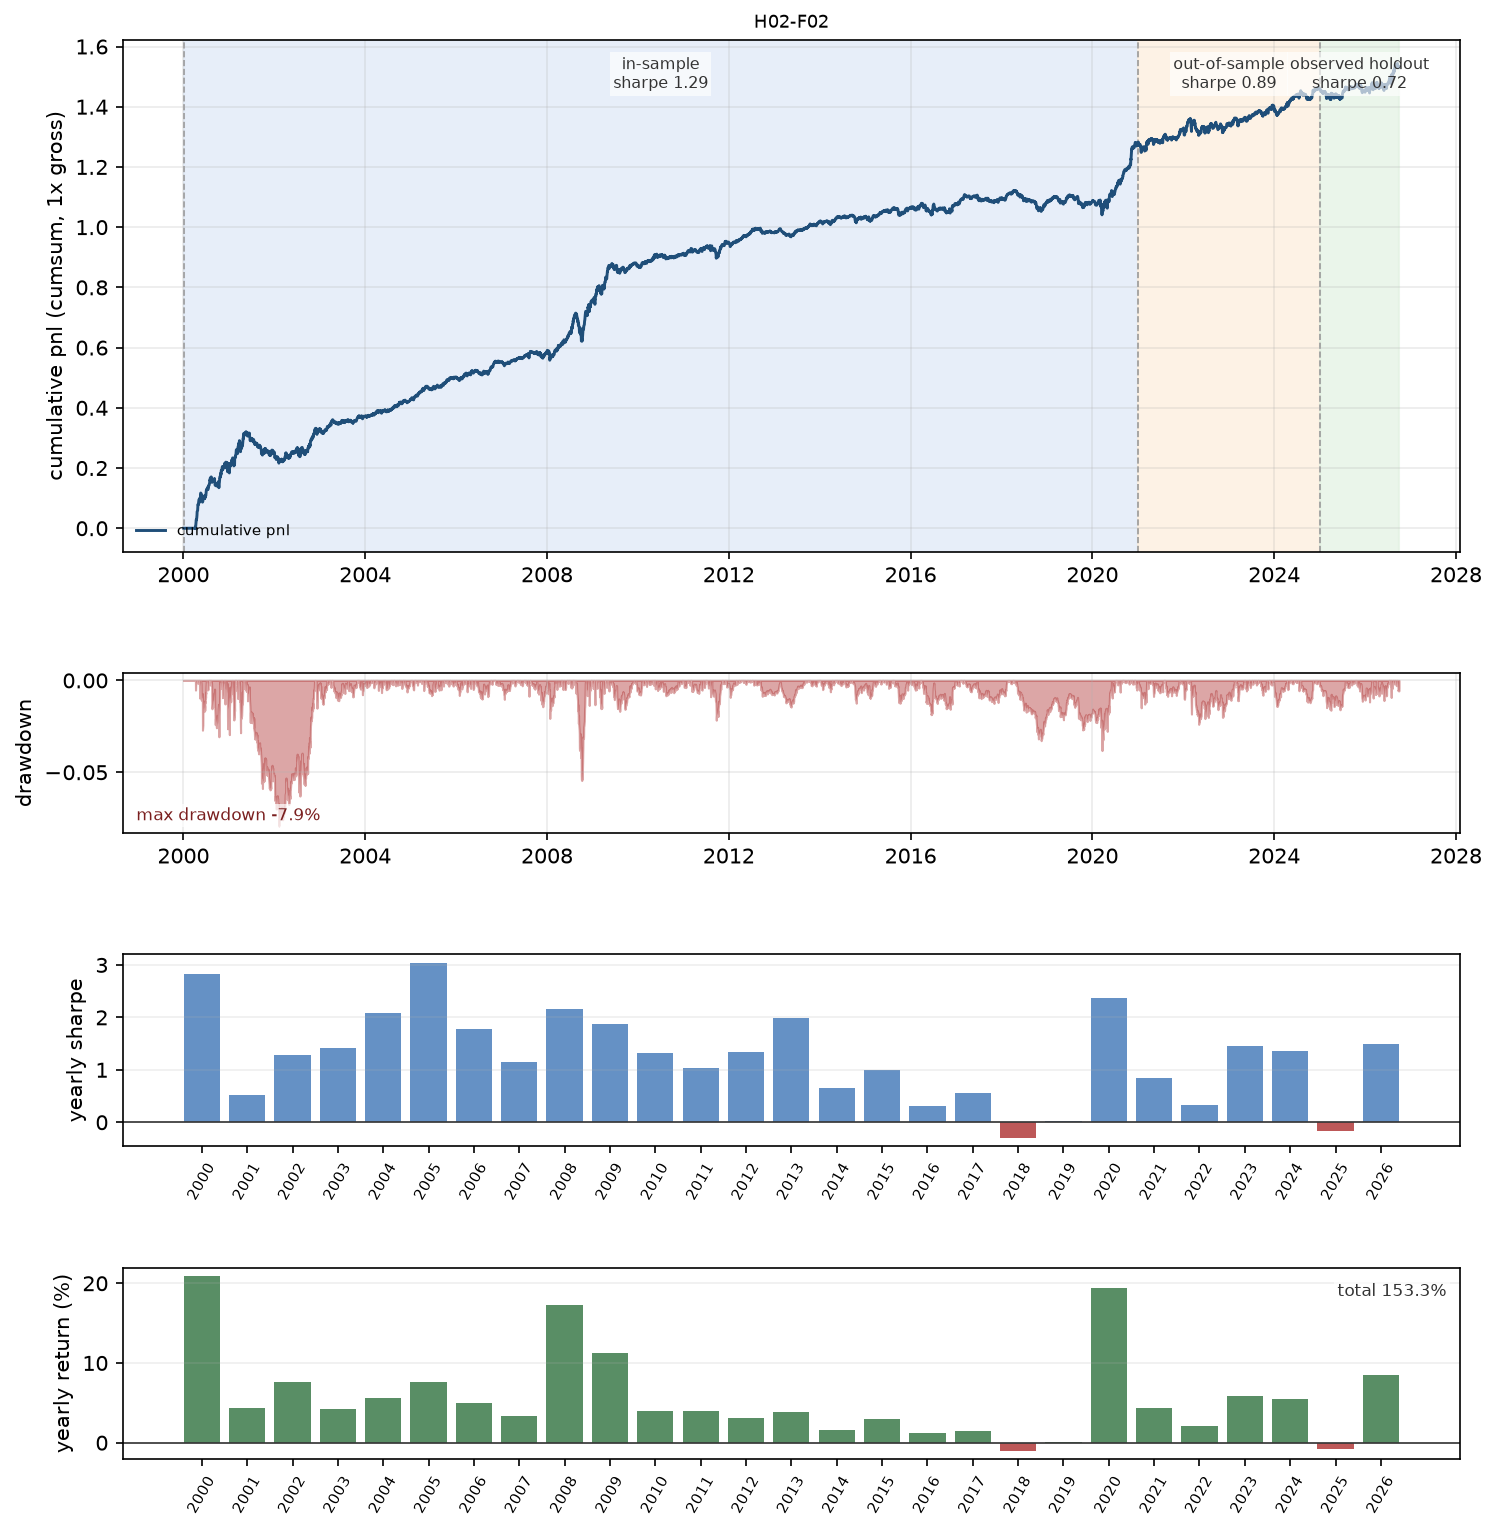 H02-F02
cumulative pnl (cumsum, 1x gross)
1.6
1.4
1.2
1.0
0.8
0.6
0.4
0.2
0.0
in-sample
sharpe 1.29
out-of-sample
sharpe 0.89
observed holdout
sharpe 0.72
cumulative pnl
2000 2004 2008 2012 2016 2020 2024 2028
drawdown
0.00
−0.05
max drawdown -7.9%
2000 2004 2008 2012 2016 2020 2024 2028
yearly sharpe
3
2
1
0
2000 2001 2002 2003 2004 2005 2006 2007 2008 2009 2010 2011 2012 2013 2014 2015 2016 2017 2018 2019 2020 2021 2022 2023 2024 2025 2026
yearly return (%)
20
10
0
total 153.3%
2000 2001 2002 2003 2004 2005 2006 2007 2008 2009 2010 2011 2012 2013 2014 2015 2016 2017 2018 2019 2020 2021 2022 2023 2024 2025 2026